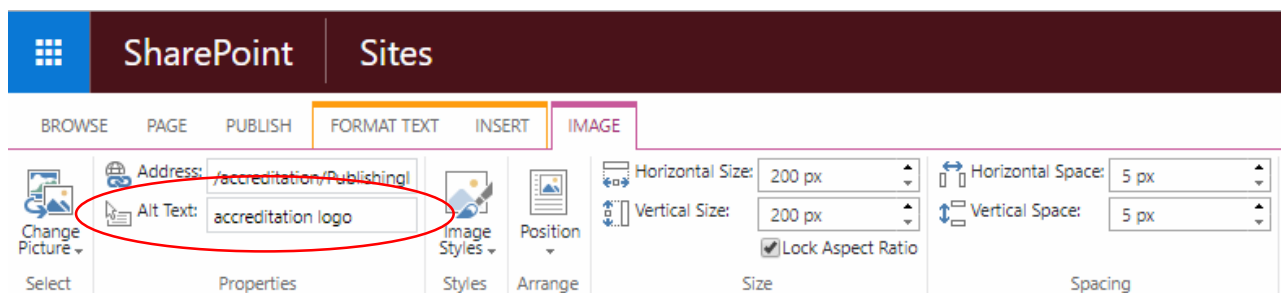 SharePoint Sites
BROWSE PAGE PUBLISH FORMAT TEXT INSERT IMAGE
Change Picture
Select
Address: /accreditation/Publishing
Alt Text: accreditation logo
Properties
Image Styles
Styles
Position
Arrange
Horizontal Size: 200 px
Vertical Size: 200 px
Lock Aspect Ratio
Size
Horizontal Space: 5 px
Vertical Space: 5 px
Spacing